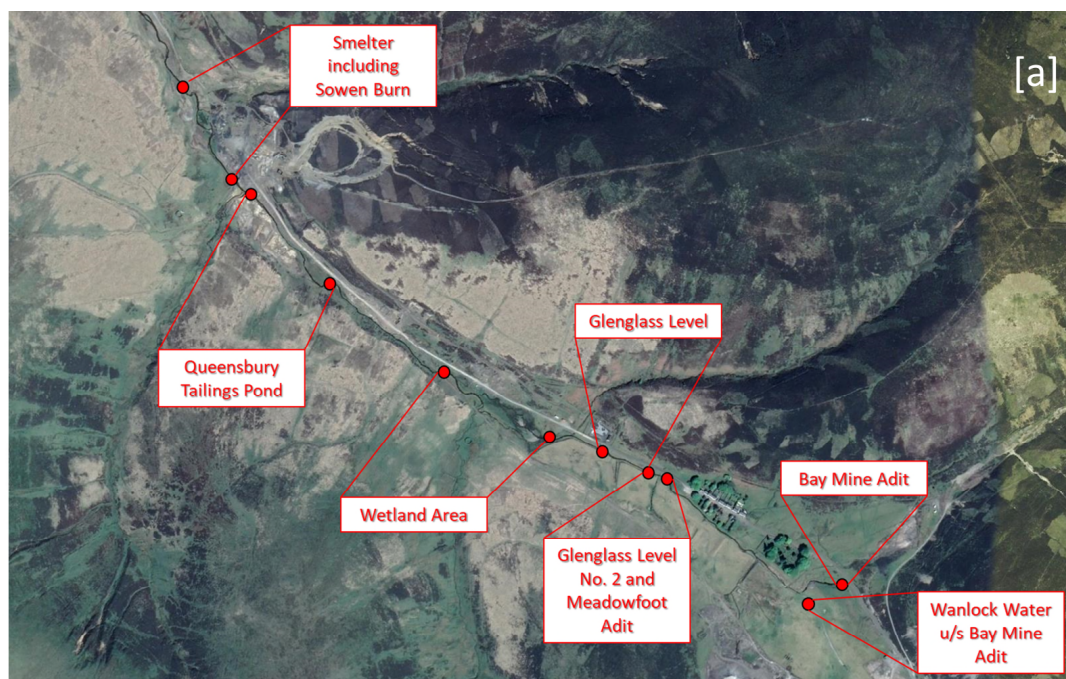 Smelter
including
Sowen Burn
[a]
Glenglass Level
Queensbury
Tailings Pond
Bay Mine Adit
Wetland Area
Glenglass Level
No. 2 and
Meadowfoot
Adit
Wanlock Water
u/s Bay Mine
Adit